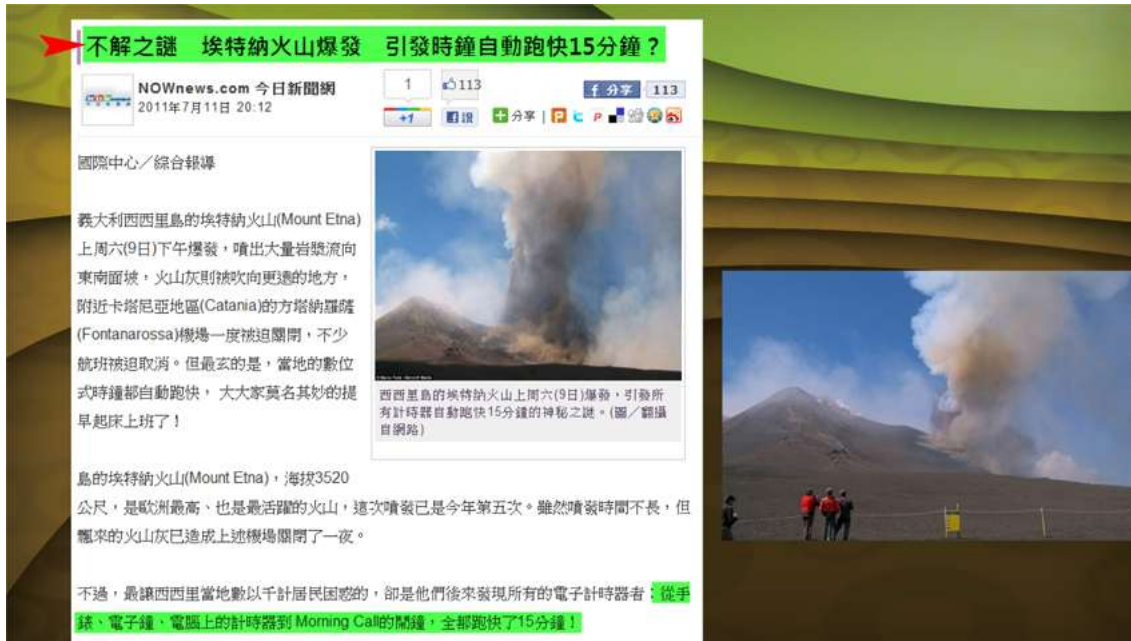 不解之謎　埃特納火山爆發　引發時鐘自動跑快15分鐘？
NOWnews.com 今日新聞網
2011年7月11日 20:12
1
113
分享
113
+1
說
分享 |
國際中心／綜合報導
義大利西西里島的埃特納火山(Mount Etna)
上周六(9日)下午爆發，噴出大量岩漿流向
東南面坡，火山灰則被吹向更遠的地方，
附近卡塔尼亞地區(Catania)的方塔納羅薩
(Fontanarossa)機場一度被迫關閉，不少
航班被迫取消。但最玄的是，當地的數位
式時鐘都自動跑快， 大大家莫名其妙的提
早起床上班了！
西西里島的埃特納火山上周六(9日)爆發，引發所
有計時器自動跑快15分鐘的神秘之謎。(圖／翻攝
自網路)
島的埃特納火山(Mount Etna)，海拔3520
公尺，是歐洲最高、也是最活躍的火山，這次噴發已是今年第五次。雖然噴發時間不長，但
飄來的火山灰已造成上述機場關閉了一夜。
不過，最讓西西里當地數以千計居民困惑的，卻是他們後來發現所有的電子計時器者：從手
錶、電子鐘、電腦上的計時器到 Morning Call的鬧鐘，全都跑快了15分鐘！